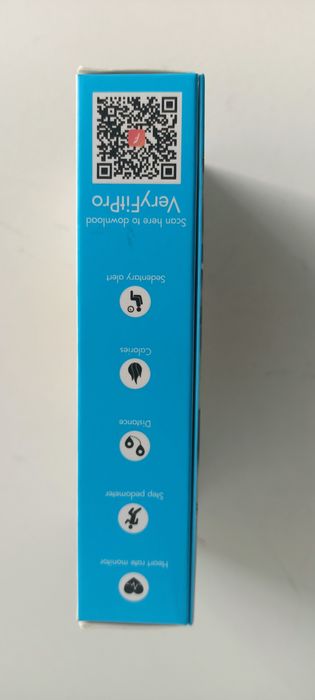 Heart rate monitor
Step pedometer
Distance
Calories
Sedentary alert
Scan here to download
VeryFitPro